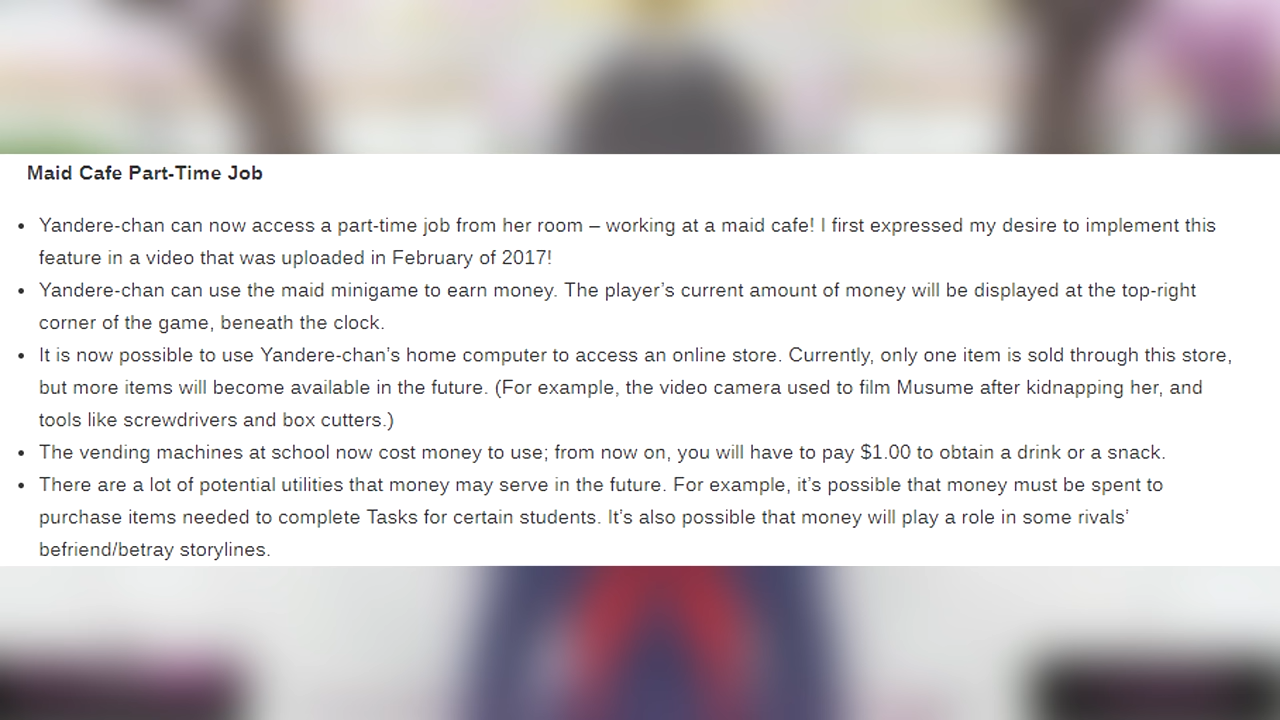 Maid Cafe Part-Time Job
• Yandere-chan can now access a part-time job from her room – working at a maid cafe! I first expressed my desire to implement this
feature in a video that was uploaded in February of 2017!
• Yandere-chan can use the maid minigame to earn money. The player’s current amount of money will be displayed at the top-right
corner of the game, beneath the clock.
• It is now possible to use Yandere-chan’s home computer to access an online store. Currently, only one item is sold through this store,
but more items will become available in the future. (For example, the video camera used to film Musume after kidnapping her, and
tools like screwdrivers and box cutters.)
• The vending machines at school now cost money to use; from now on, you will have to pay $1.00 to obtain a drink or a snack.
• There are a lot of potential utilities that money may serve in the future. For example, it’s possible that money must be spent to
purchase items needed to complete Tasks for certain students. It’s also possible that money will play a role in some rivals’
befriend/betray storylines.